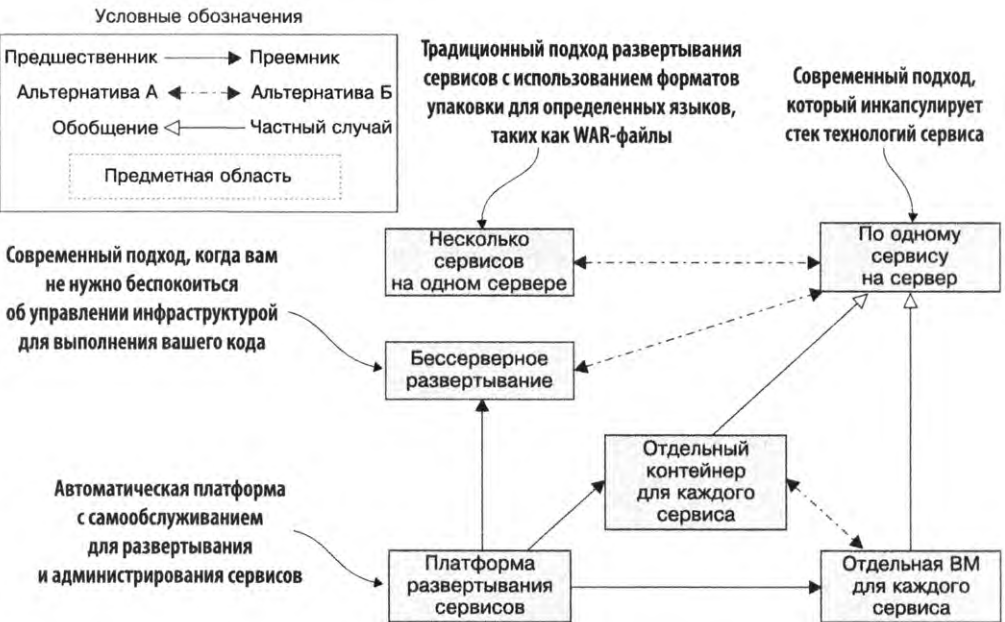 Условные обозначения
Предшественник
Преемник
Альтернатива А
Альтернатива Б
Обобщение
Частный случай
Предметная область
Традиционный подход развертывания
сервисов с использованием форматов
упаковки для определенных языков,
таких как WAR-файлы
Современный подход,
который инкапсулирует
стек технологий сервиса
Несколько
сервисов
на одном сервере
По одному
сервису
на сервер
Современный подход, когда вам
не нужно беспокоиться
об управлении инфраструктурой
для выполнения вашего кода
Бессерверное
развертывание
Отдельный
контейнер
для каждого
сервиса
Автоматическая платформа
с самообслуживанием
для развертывания
и администрирования сервисов
Платформа
развертывания
сервисов
Отдельная ВМ
для каждого
сервиса